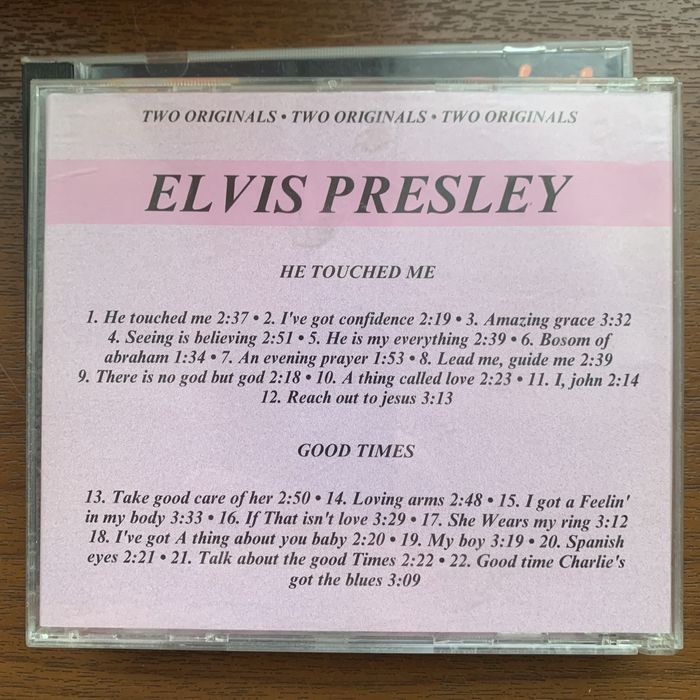 TWO ORIGINALS • TWO ORIGINALS • TWO ORIGINALS
ELVIS PRESLEY
HE TOUCHED ME
1. He touched me 2:37 • 2. I've got confidence 2:19 • 3. Amazing grace 3:32
4. Seeing is believing 2:51 • 5. He is my everything 2:39 • 6. Bosom of
abraham 1:34 • 7. An evening prayer 1:53 • 8. Lead me, guide me 2:39
9. There is no god but god 2:18 • 10. A thing called love 2:23 • 11. I, john 2:14
12. Reach out to jesus 3:13
GOOD TIMES
13. Take good care of her 2:50 • 14. Loving arms 2:48 • 15. I got a Feelin'
in my body 3:33 • 16. If That isn't love 3:29 • 17. She Wears my ring 3:12
18. I've got A thing about you baby 2:20 • 19. My boy 3:19 • 20. Spanish
eyes 2:21 • 21. Talk about the good Times 2:22 • 22. Good time Charlie's
got the blues 3:09